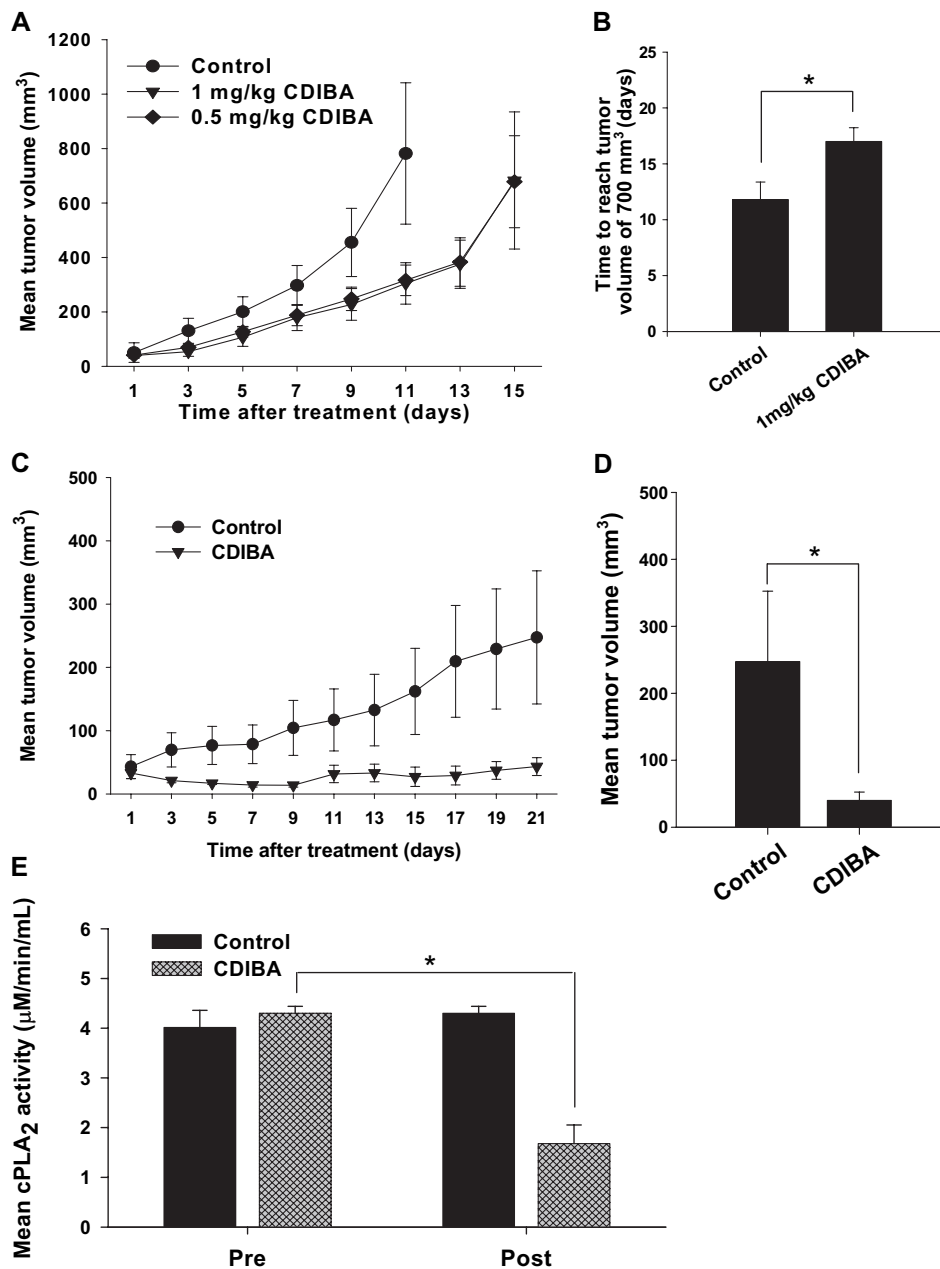 A
Mean tumor volume (mm3)
1200
1000
800
600
400
200
0
Control
1 mg/kg CDIBA
0.5 mg/kg CDIBA
1 3 5 7 9 11 13 15
Time after treatment (days)
B
Time to reach tumor
volume of 700 mm3 (days)
25
20
15
10
5
0
*
Control
1mg/kg CDIBA
C
Mean tumor volume (mm3)
500
400
300
200
100
0
Control
CDIBA
1 3 5 7 9 11 13 15 17 19 21
Time after treatment (days)
D
Mean tumor volume (mm3)
500
400
300
200
100
0
*
Control
CDIBA
E
Mean cPLA2 activity (μM/min/mL)
6
5
4
3
2
1
0
Control
CDIBA
*
Pre Post